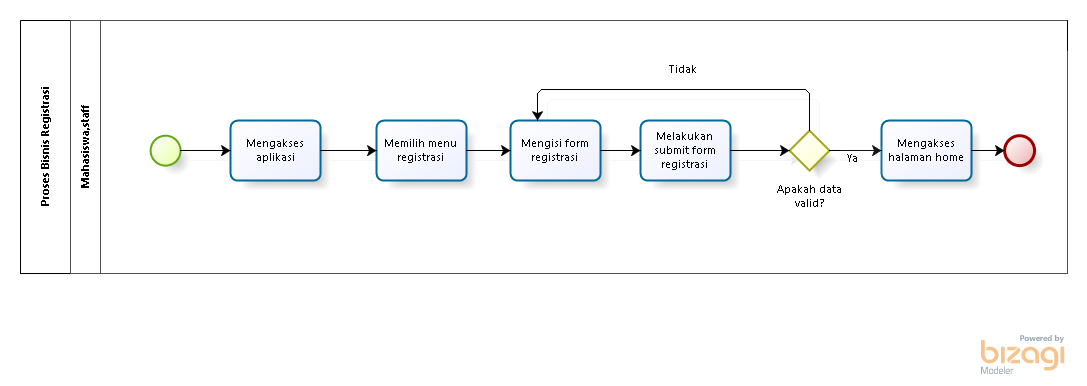 Proses Bisnis Registrasi
Mahasiswa,staff
Tidak
Mengakses
aplikasi
Memilih menu
registrasi
Mengisi form
registrasi
Melakukan
submit form
registrasi
Apakah data
valid?
Ya
Mengakses
halaman home
Powered by
bizagi
Modeler